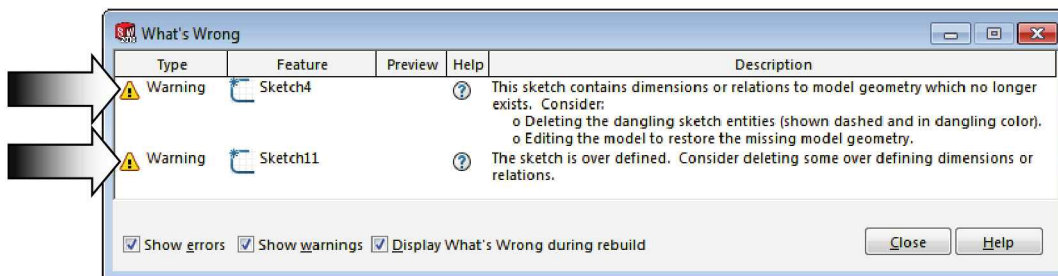 What's Wrong
Type Feature Preview Help Description
Warning Sketch4 This sketch contains dimensions or relations to model geometry which no longer
exists. Consider:
o Deleting the dangling sketch entities (shown dashed and in dangling color).
o Editing the model to restore the missing model geometry.
Warning Sketch11 The sketch is over defined. Consider deleting some over defining dimensions or
relations.
Show errors Show warnings Display What's Wrong during rebuild Close Help